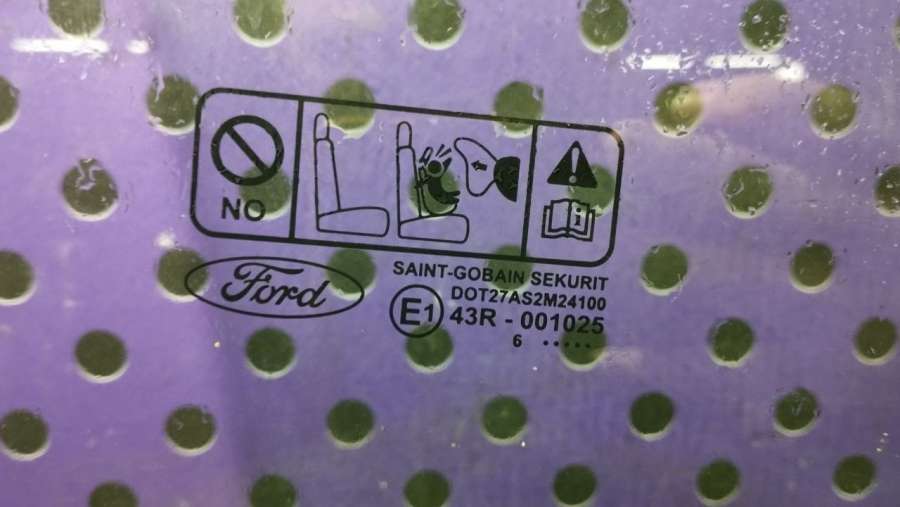 NO
Ford
SAINT-GOBAIN SEKURIT
DOT27AS2M24100
E1 43R - 001025
6 .....